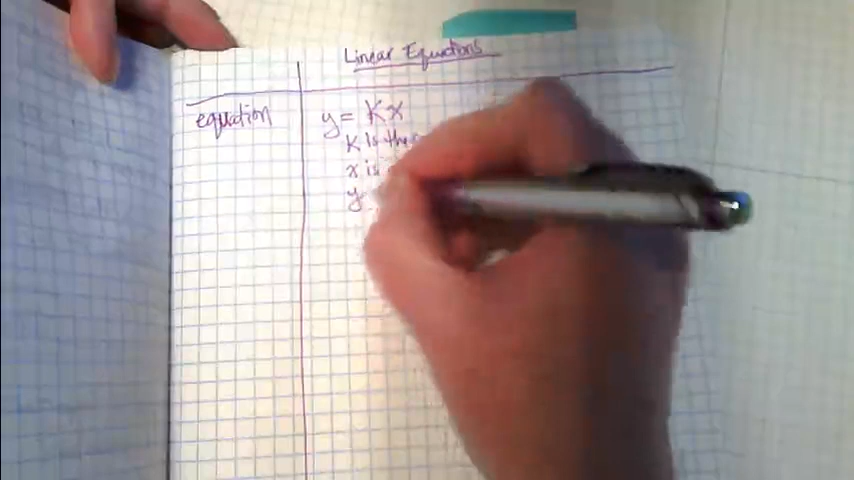 Linear Equations
equation
y = Kx
K is the
x is
y